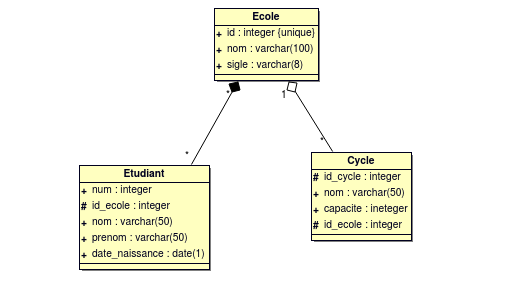 Ecole
+ id : integer {unique}
+ nom : varchar(100)
+ sigle : varchar(8)
* 1
* *
Etudiant
+ num : integer
# id_ecole : integer
+ nom : varchar(50)
+ prenom : varchar(50)
+ date_naissance : date(1)
Cycle
# id_cycle : integer
+ nom : varchar(50)
+ capacite : ineteger
# id_ecole : integer